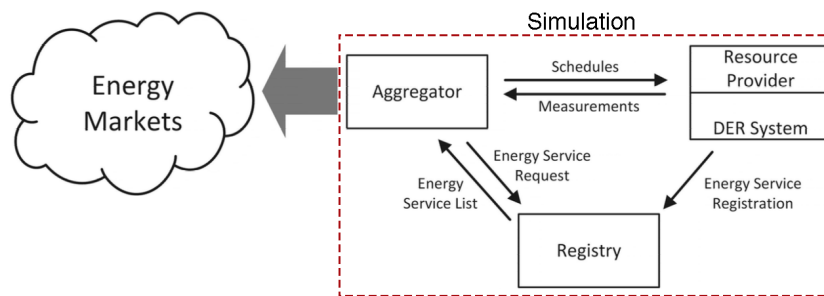 Simulation
Energy
Markets
Aggregator
Schedules
Measurements
Resource
Provider
DER System
Energy Service
Request
Energy
Service List
Energy Service
Registration
Registry